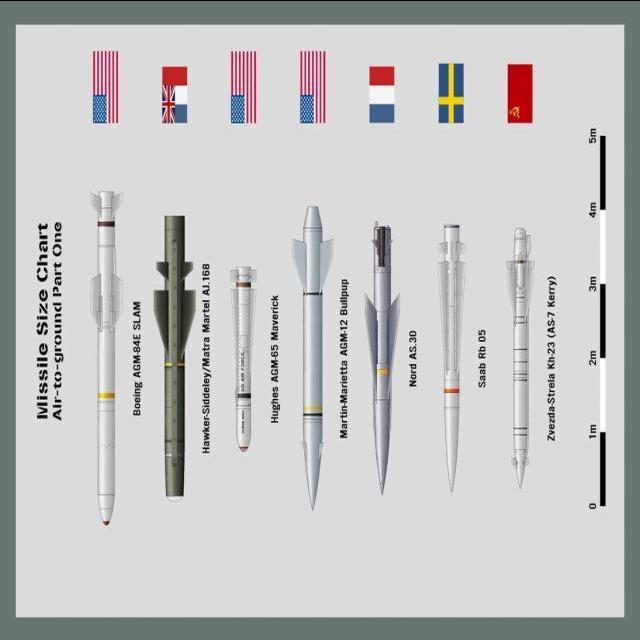 Missile Size Chart
Air-to-ground Part One
Boeing AGM-84E SLAM
Hawker-Siddeley/Matra Martel AJ.168
Hughes AGM-65 Maverick
Martin-Marietta AGM-12 Bullpup
Nord AS.30
Saab Rb 05
Zvezda-Strela Kh-23 (AS-7 Kerry)
US AIR FORCE
0
1m
2m
3m
4m
5m